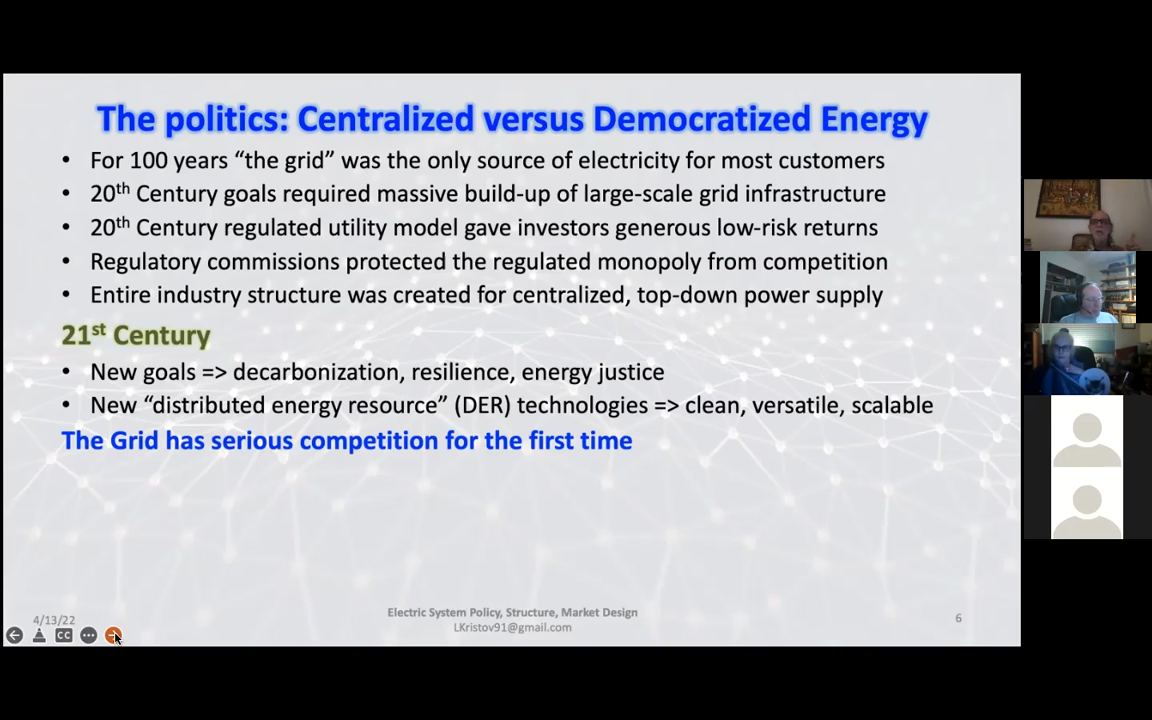 The politics: Centralized versus Democratized Energy
• For 100 years “the grid” was the only source of electricity for most customers
• 20th Century goals required massive build-up of large-scale grid infrastructure
• 20th Century regulated utility model gave investors generous low-risk returns
• Regulatory commissions protected the regulated monopoly from competition
• Entire industry structure was created for centralized, top-down power supply
21st Century
• New goals => decarbonization, resilience, energy justice
• New “distributed energy resource” (DER) technologies => clean, versatile, scalable
The Grid has serious competition for the first time
4/13/22
Electric System Policy, Structure, Market Design
LKristov91@gmail.com
6
CC